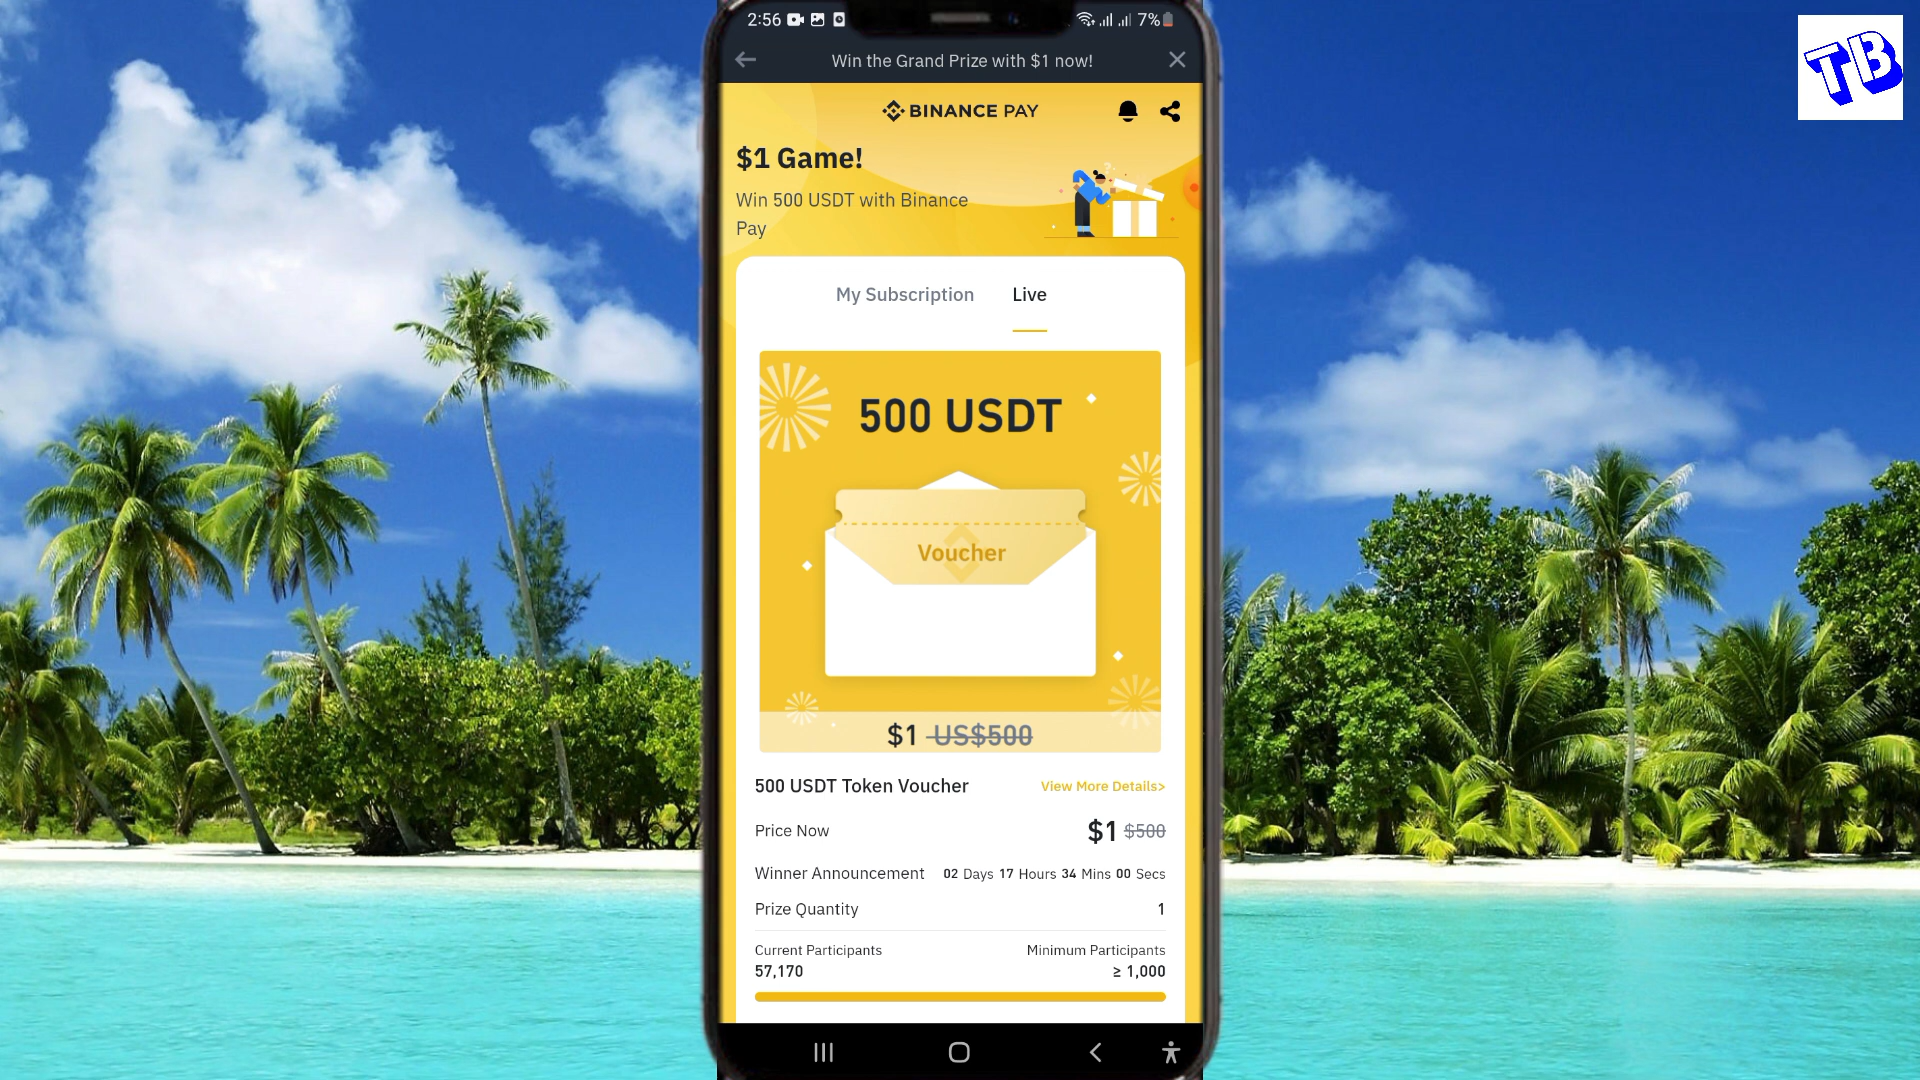 2:56
7%
Win the Grand Prize with $1 now!
TB
BINANCE PAY
$1 Game!
Win 500 USDT with Binance
Pay
My Subscription Live
500 USDT
Voucher
$1 US$500
500 USDT Token Voucher View More Details>
Price Now $1 $500
Winner Announcement 02 Days 17 Hours 34 Mins 00 Secs
Prize Quantity 1
Current Participants Minimum Participants
57,170 ≥ 1,000